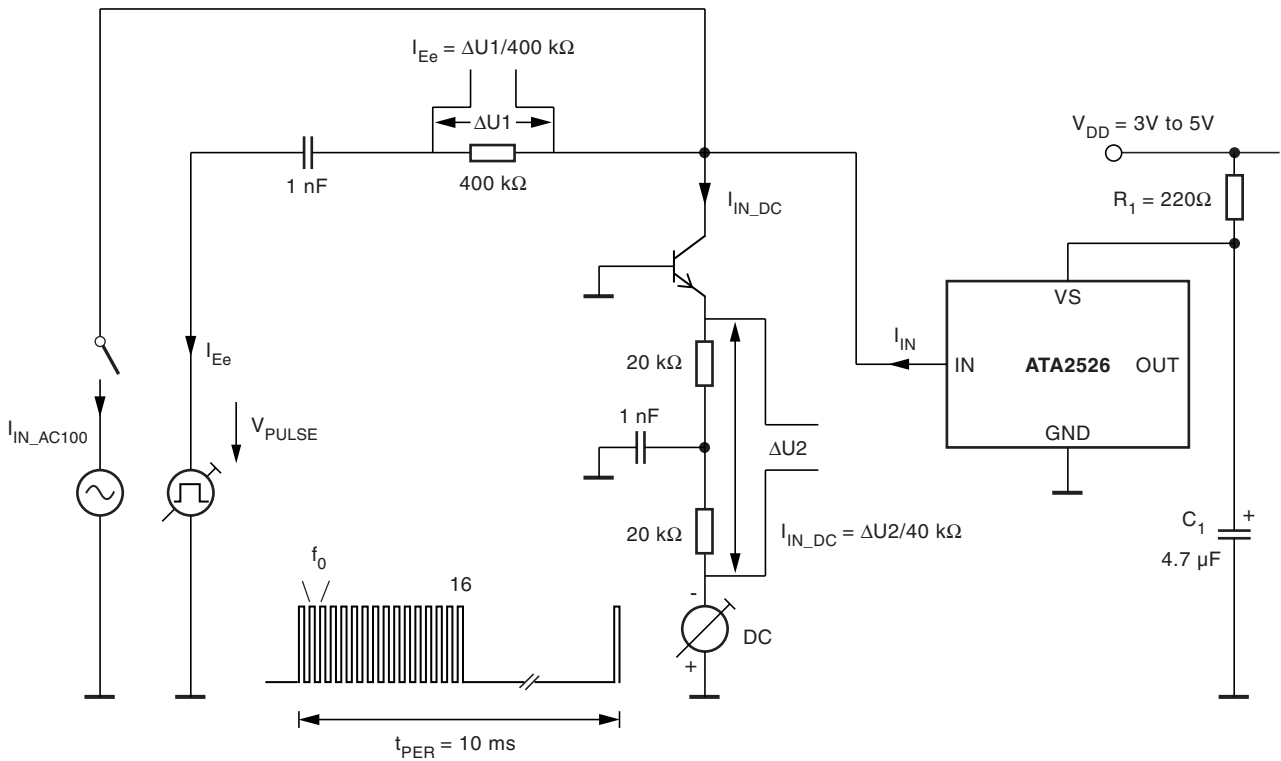 I_Ee = ΔU1/400 kΩ
ΔU1
V_DD = 3V to 5V
1 nF
400 kΩ
R_1 = 220Ω
I_IN_DC
VS
I_Ee
20 kΩ
I_IN
IN
ATA2526
OUT
I_IN_AC100
V_PULSE
1 nF
GND
ΔU2
20 kΩ
I_IN_DC = ΔU2/40 kΩ
C_1
+
4.7 µF
f_0
16
-
DC
+
t_PER = 10 ms